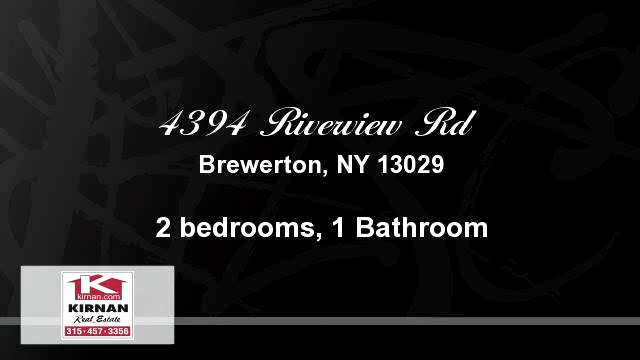 4394 Riverview Rd
Brewerton, NY 13029
2 bedrooms, 1 Bathroom
K
kirnan.com
KIRNAN
Real Estate
315·457·3356